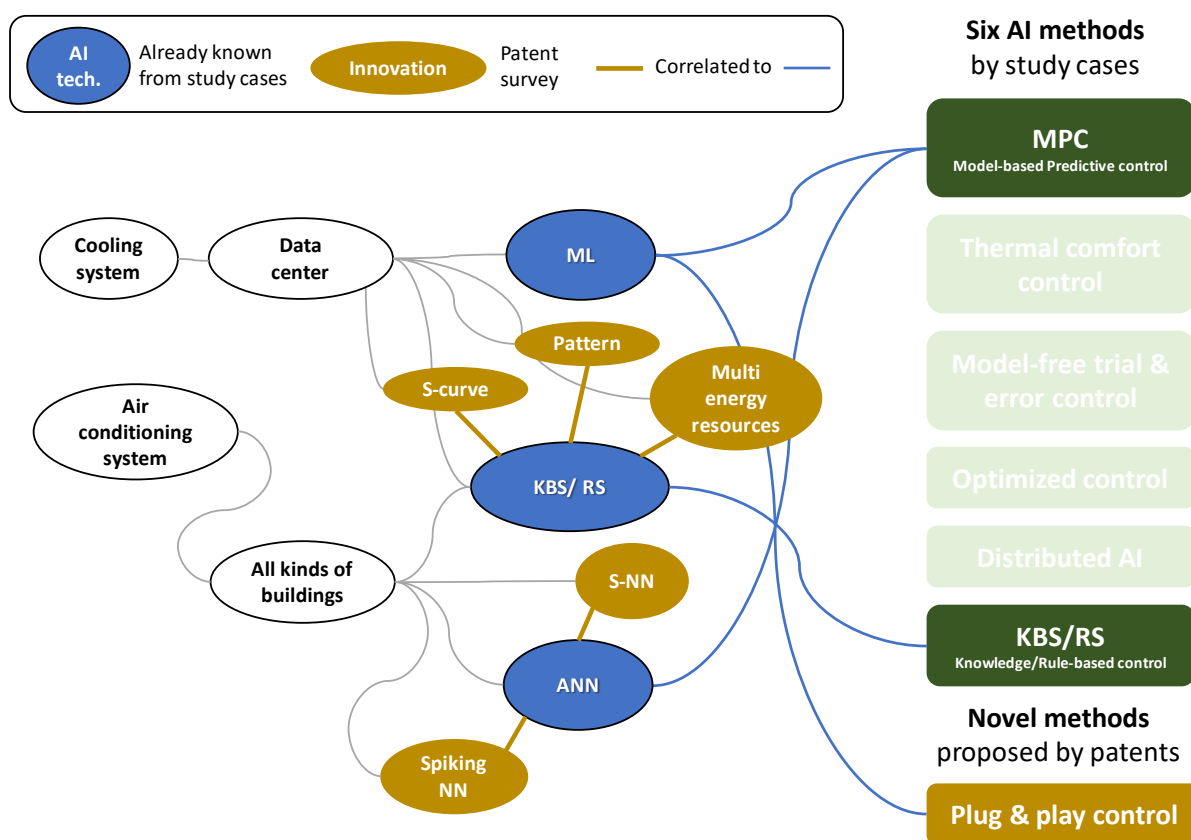 AI
tech.
Already known
from study cases
Innovation
Patent
survey
Correlated to
Six AI methods
by study cases
MPC
Model-based Predictive control
Cooling
system
Data
center
ML
Thermal comfort
control
Pattern
Model-free trial &
error control
S-curve
Multi
energy
resources
Air
conditioning
system
KBS/ RS
Optimized control
All kinds of
buildings
S-NN
Distributed AI
KBS/RS
Knowledge/Rule-based control
ANN
Novel methods
proposed by patents
Spiking
NN
Plug & play control